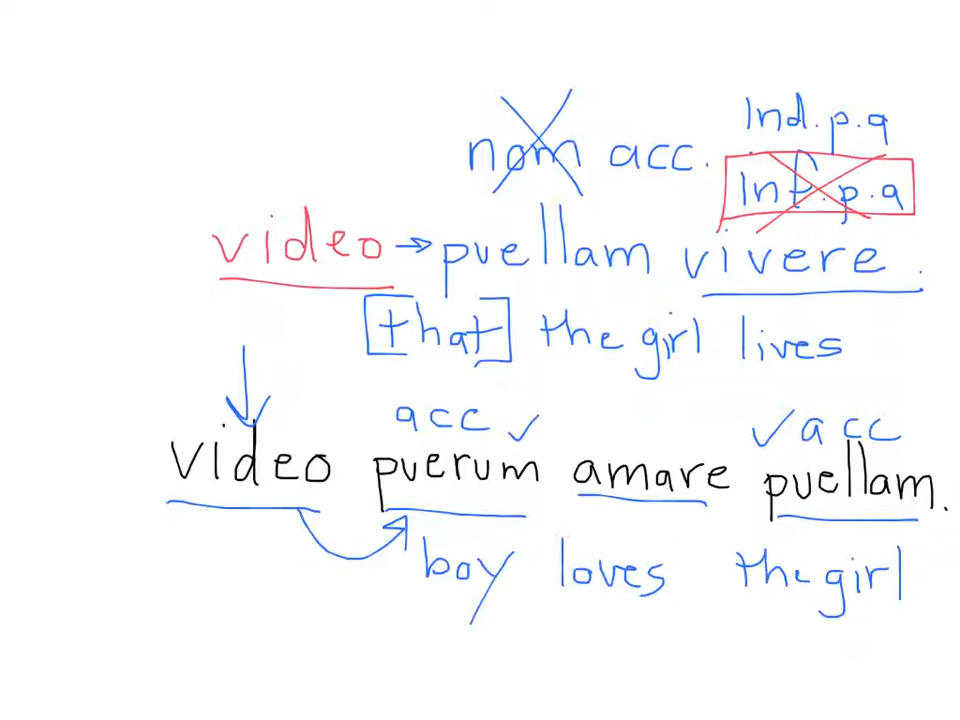 Ind.p.a
nom acc. Inf.p.a
video → puellam vivere.
[that] the girl lives
acc ✓ ✓ acc
video puerum amare puellam.
boy loves the girl